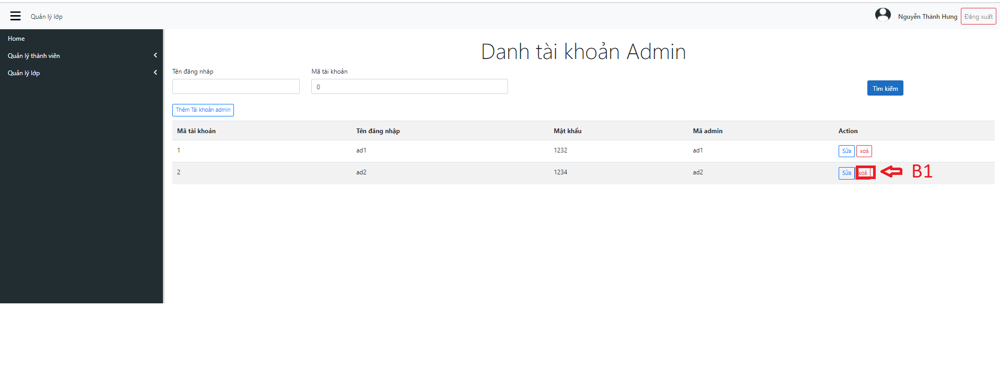 Quản lý lớp
Nguyễn Thành Hưng
Đăng xuất
Home
Quản lý thành viên
Quản lý lớp
Danh tài khoản Admin
Tên đăng nhâp
Mã tài khoản
0
Tìm kiếm
Thêm Tài khoản admin
Mã tài khoản Tên đăng nhập Mật khẩu Mã admin Action
1 ad1 1232 ad1 Sửa xoá
2 ad2 1234 ad2 Sửa xoá B1